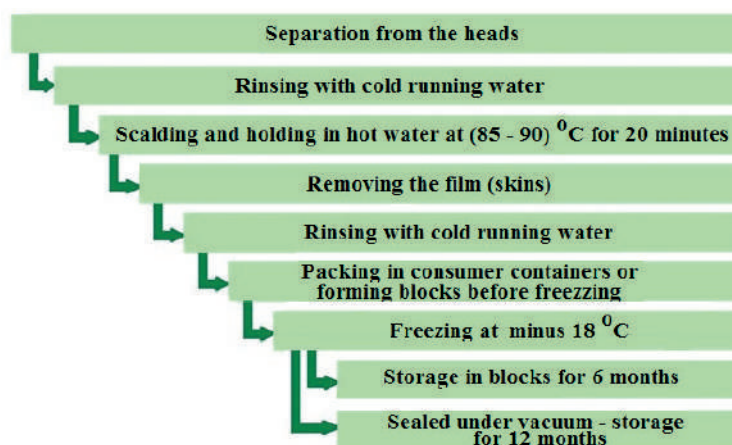 Separation from the heads
Rinsing with cold running water
Scalding and holding in hot water at (85 - 90) °C for 20 minutes
Removing the film (skins)
Rinsing with cold running water
Packing in consumer containers or
forming blocks before freezzing
Freezing at minus 18 °C
Storage in blocks for 6 months
Sealed under vacuum - storage
for 12 months